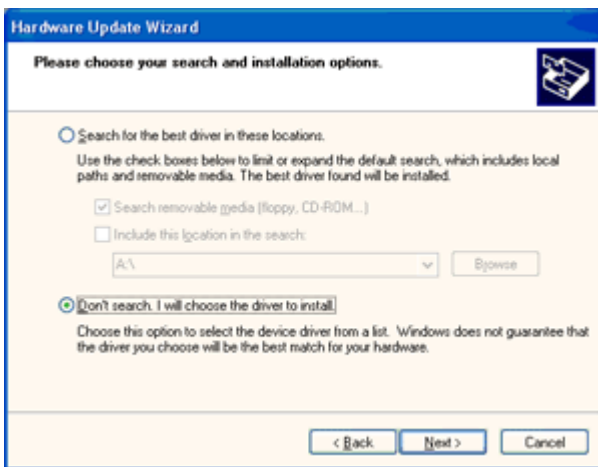 Hardware Update Wizard
Please choose your search and installation options.
Search for the best driver in these locations.
Use the check boxes below to limit or expand the default search, which includes local
paths and removable media. The best driver found will be installed.
Search removable media (floppy, CD-ROM...)
Include this location in the search:
A:\
Browse
Don't search. I will choose the driver to install.
Choose this option to select the device driver from a list. Windows does not guarantee that
the driver you choose will be the best match for your hardware.
< Back Next > Cancel